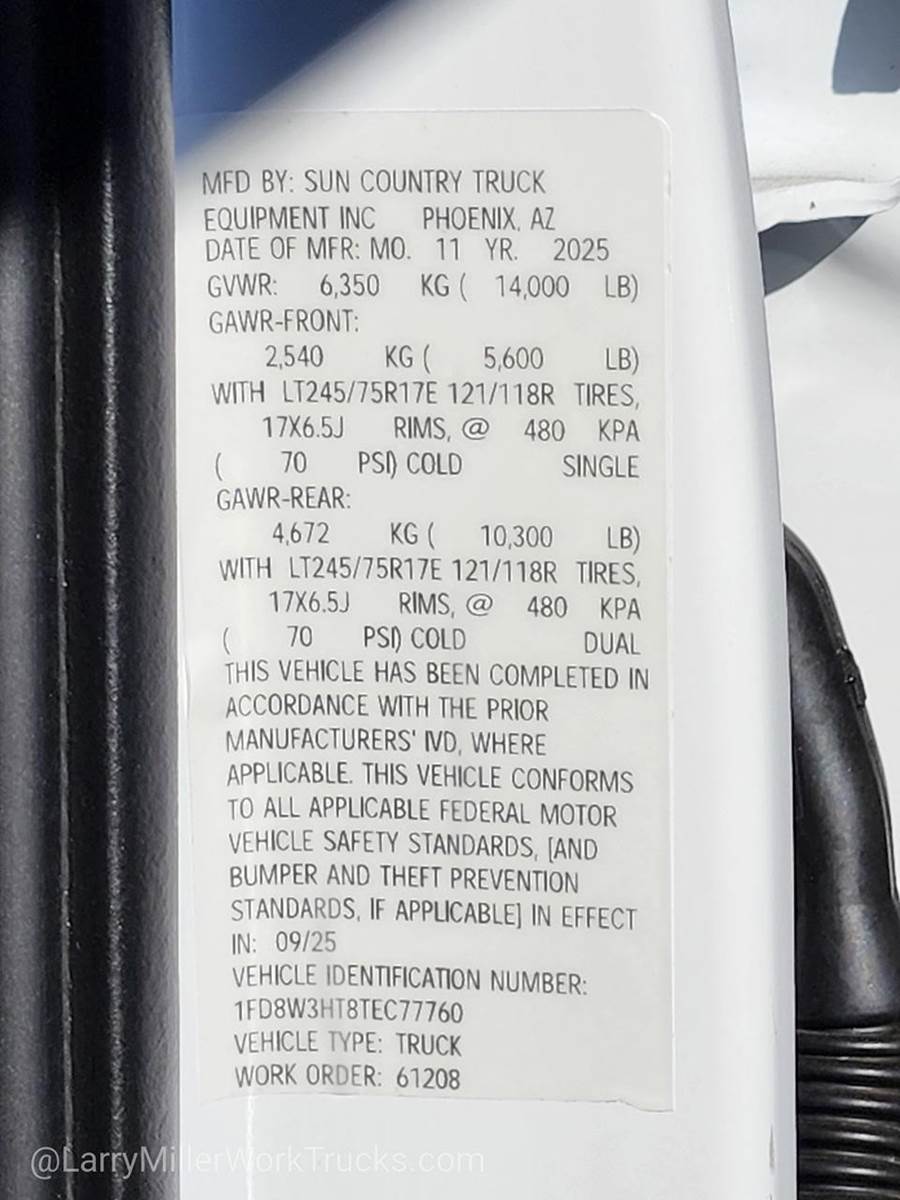 MFD BY: SUN COUNTRY TRUCK
EQUIPMENT INC PHOENIX, AZ
DATE OF MFR: MO. 11 YR. 2025
GVWR: 6,350 KG ( 14,000 LB)
GAWR-FRONT:
2,540 KG ( 5,600 LB)
WITH LT245/75R17E 121/118R TIRES,
17X6.5J RIMS, @ 480 KPA
( 70 PSI) COLD SINGLE
GAWR-REAR:
4,672 KG ( 10,300 LB)
WITH LT245/75R17E 121/118R TIRES,
17X6.5J RIMS, @ 480 KPA
( 70 PSI) COLD DUAL
THIS VEHICLE HAS BEEN COMPLETED IN
ACCORDANCE WITH THE PRIOR
MANUFACTURERS' IVD, WHERE
APPLICABLE. THIS VEHICLE CONFORMS
TO ALL APPLICABLE FEDERAL MOTOR
VEHICLE SAFETY STANDARDS, [AND
BUMPER AND THEFT PREVENTION
STANDARDS, IF APPLICABLE] IN EFFECT
IN: 09/25
VEHICLE IDENTIFICATION NUMBER:
1FD8W3HT8TEC77760
VEHICLE TYPE: TRUCK
WORK ORDER: 61208
@LarryMillerWorkTrucks.com